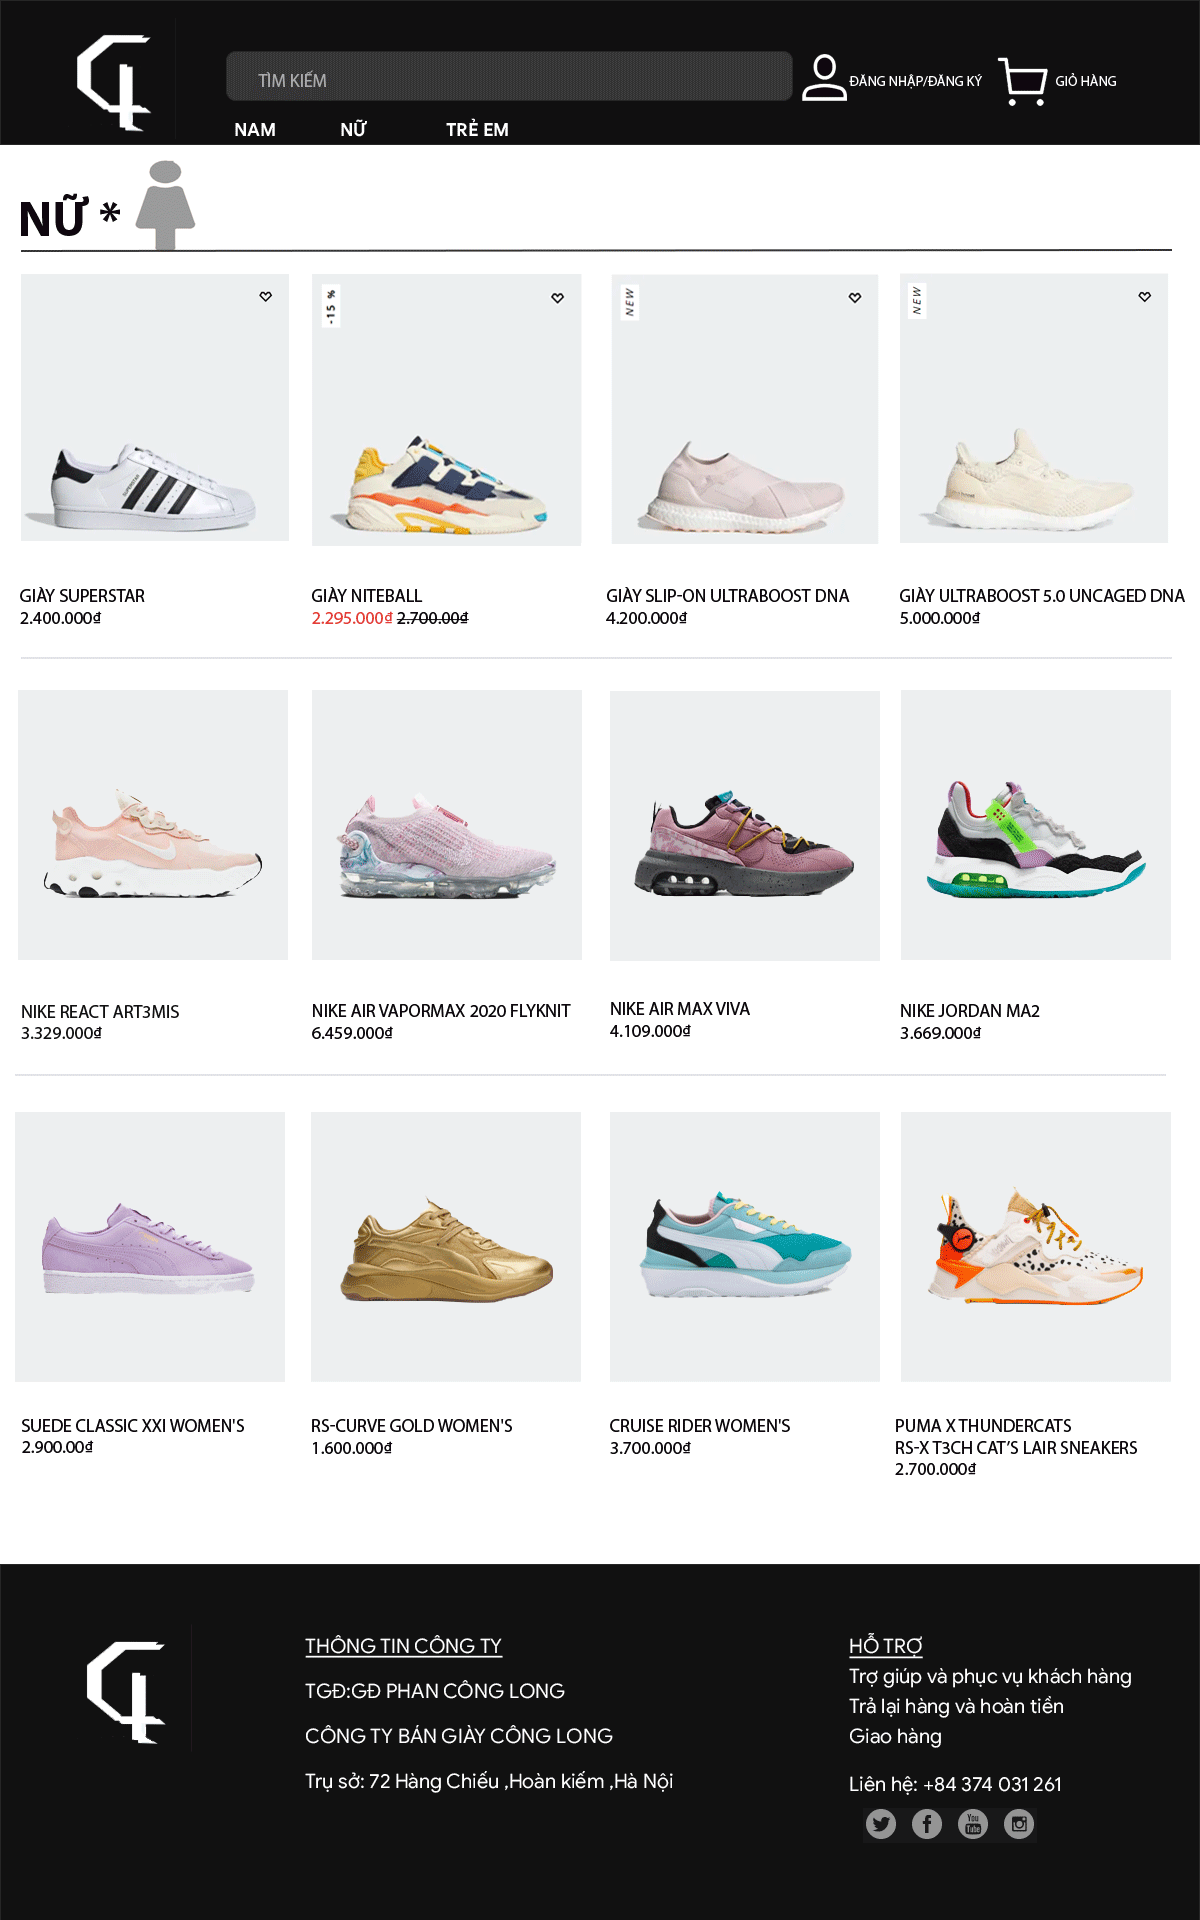 TÌM KIẾM
ĐĂNG NHẬP/ĐĂNG KÝ
GIỎ HÀNG
NAM
NỮ
TRẺ EM
NỮ *
-15 %
NEW
NEW
SUPERSTAR
GIÀY SUPERSTAR
2.400.000₫
GIÀY NITEBALL
2.295.000₫ 2.700.00₫
GIÀY SLIP-ON ULTRABOOST DNA
4.200.000₫
GIÀY ULTRABOOST 5.0 UNCAGED DNA
5.000.000₫
NIKE REACT ART3MIS
3.329.000₫
NIKE AIR VAPORMAX 2020 FLYKNIT
6.459.000₫
NIKE AIR MAX VIVA
4.109.000₫
NIKE JORDAN MA2
3.669.000₫
SUEDE CLASSIC XXI WOMEN'S
2.900.00₫
RS-CURVE GOLD WOMEN'S
1.600.000₫
CRUISE RIDER WOMEN'S
3.700.000₫
PUMA X THUNDERCATS
RS-X T3CH CAT’S LAIR SNEAKERS
2.700.000₫
THÔNG TIN CÔNG TY
TGĐ:GĐ PHAN CÔNG LONG
CÔNG TY BÁN GIÀY CÔNG LONG
Trụ sở: 72 Hàng Chiếu ,Hoàn kiếm ,Hà Nội
HỖ TRỢ
Trợ giúp và phục vụ khách hàng
Trả lại hàng và hoàn tiền
Giao hàng
Liên hệ: +84 374 031 261
You
Tube